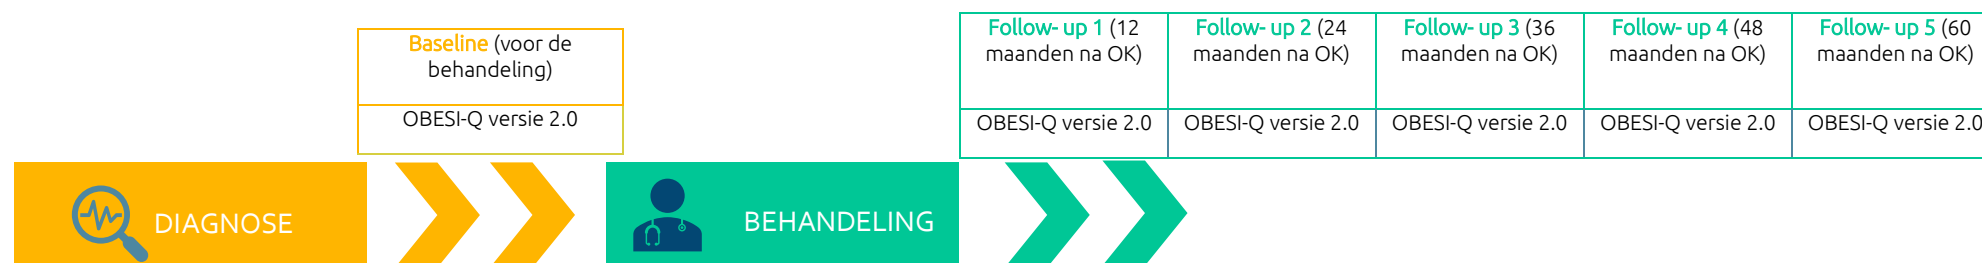 Baseline (voor de
behandeling)
OBESI-Q versie 2.0
Follow- up 1 (12
maanden na OK)
OBESI-Q versie 2.0
Follow- up 2 (24
maanden na OK)
OBESI-Q versie 2.0
Follow- up 3 (36
maanden na OK)
OBESI-Q versie 2.0
Follow- up 4 (48
maanden na OK)
OBESI-Q versie 2.0
Follow- up 5 (60
maanden na OK)
OBESI-Q versie 2.0
DIAGNOSE
BEHANDELING